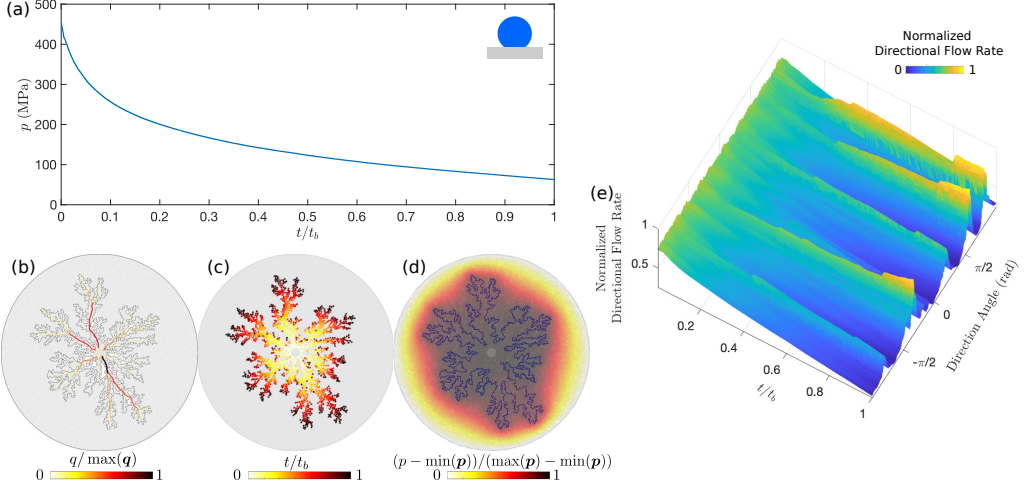 (a)
500
400
300
200
100
0
p (MPa)
0 0.1 0.2 0.3 0.4 0.5 0.6 0.7 0.8 0.9 1
t/t_b
(b)
q/ max(q)
0 1
(c)
t/t_b
0 1
(d)
(p − min(p))/(max(p) − min(p))
0 1
(e)
Normalized
Directional Flow Rate
0 1
Normalized
Directional Flow Rate
1
0.5
0.2
0.4
0.6
0.8
1
t/t_b
-π/2
0
π/2
Direction Angle (rad)